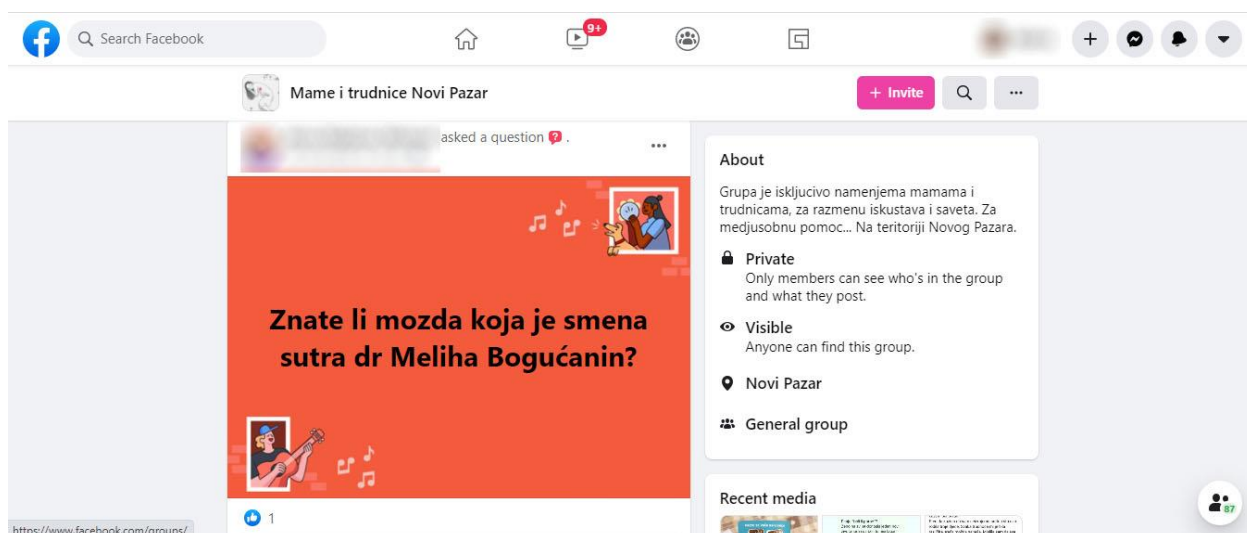 Search Facebook
9+
Mame i trudnice Novi Pazar
+ Invite
asked a question
Znate li mozda koja je smena
sutra dr Meliha Bogućanin?
1
About
Grupa je iskljucivo namenjema mamama i
trudnicama, za razmenu iskustava i saveta. Za
medjusobnu pomoc... Na teritoriji Novog Pazara.
Private
Only members can see who's in the group
and what they post.
Visible
Anyone can find this group.
Novi Pazar
General group
Recent media
87
https://www.facebook.com/groups/